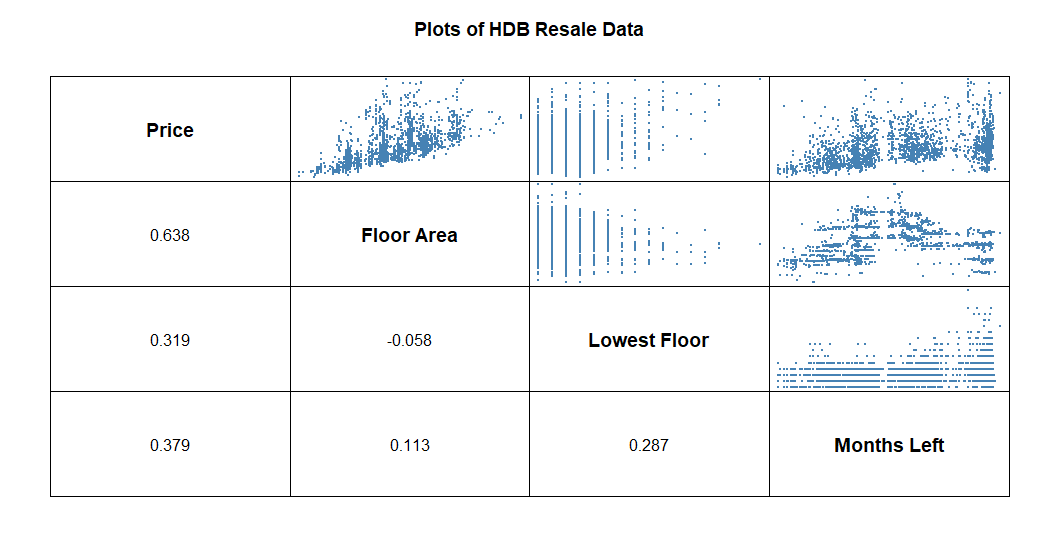 Plots of HDB Resale Data
Price
0.638
Floor Area
0.319
-0.058
Lowest Floor
0.379
0.113
0.287
Months Left